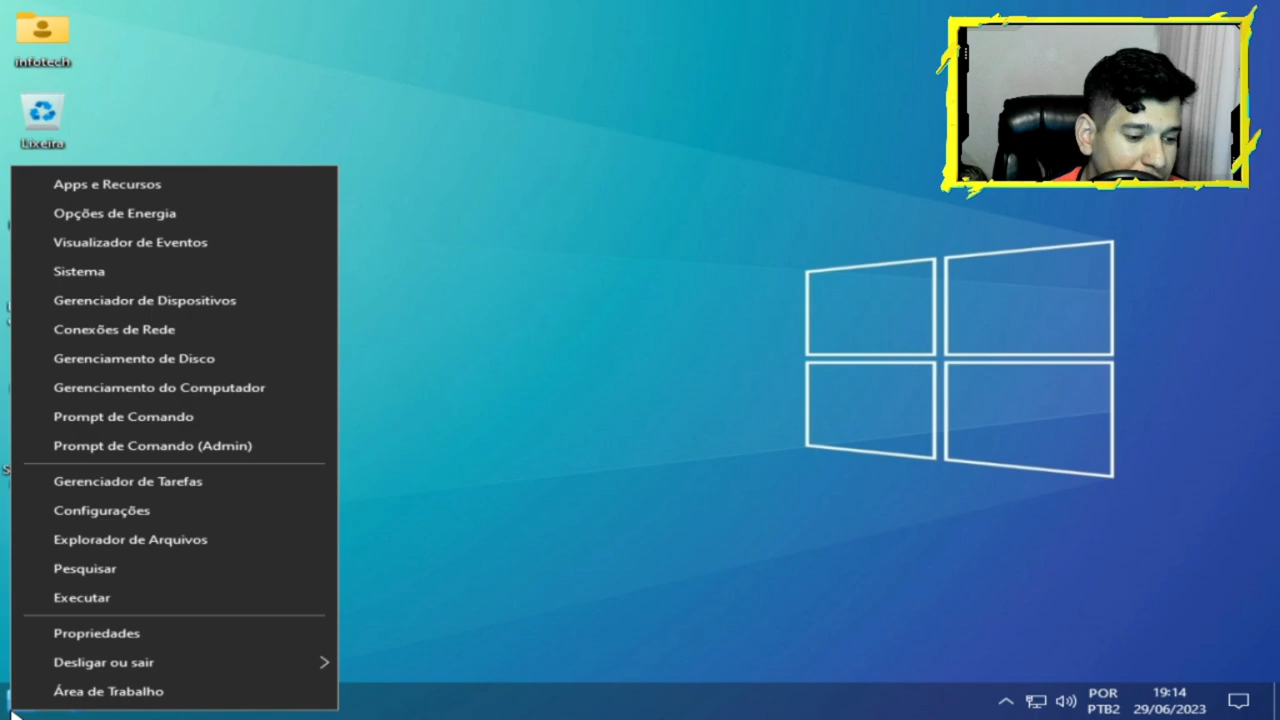 infotech
Lixeira
Apps e Recursos
Opções de Energia
Visualizador de Eventos
Sistema
Gerenciador de Dispositivos
Conexões de Rede
Gerenciamento de Disco
Gerenciamento do Computador
Prompt de Comando
Prompt de Comando (Admin)
Gerenciador de Tarefas
Configurações
Explorador de Arquivos
Pesquisar
Executar
Propriedades
Desligar ou sair
Área de Trabalho
POR
PTB2
19:14
29/06/2023